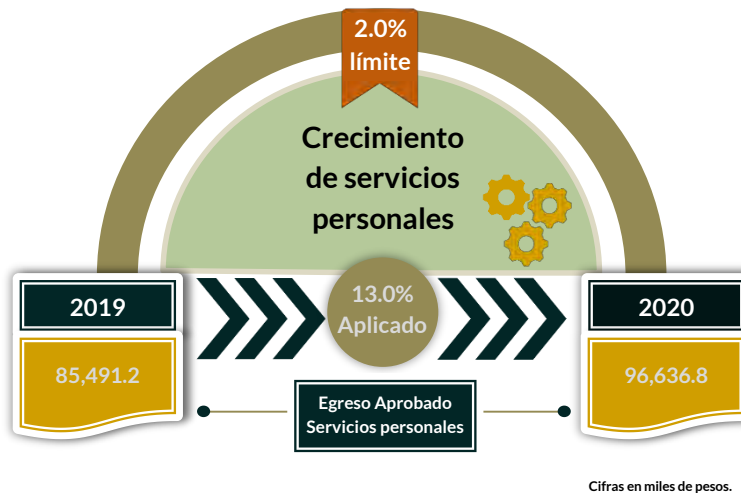 2.0%
límite
Crecimiento
de servicios
personales
2019
13.0%
Aplicado
2020
85,491.2
96,636.8
Egreso Aprobado
Servicios personales
Cifras en miles de pesos.